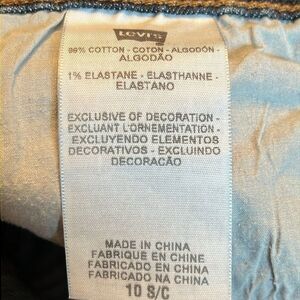 Levi's
99% COTTON - COTON - ALGODÓN -
ALGODÃO
1% ELASTANE - ELASTHANNE -
ELASTANO
EXCLUSIVE OF DECORATION -
EXCLUANT L'ORNEMENTATION -
EXCLUYENDO ELEMENTOS
DECORATIVOS - EXCLUINDO
DECORAÇÃO
MADE IN CHINA
FABRIQUÉ EN CHINE
FABRICADO EN CHINA
FABRICADO NA CHINA
10 S/C